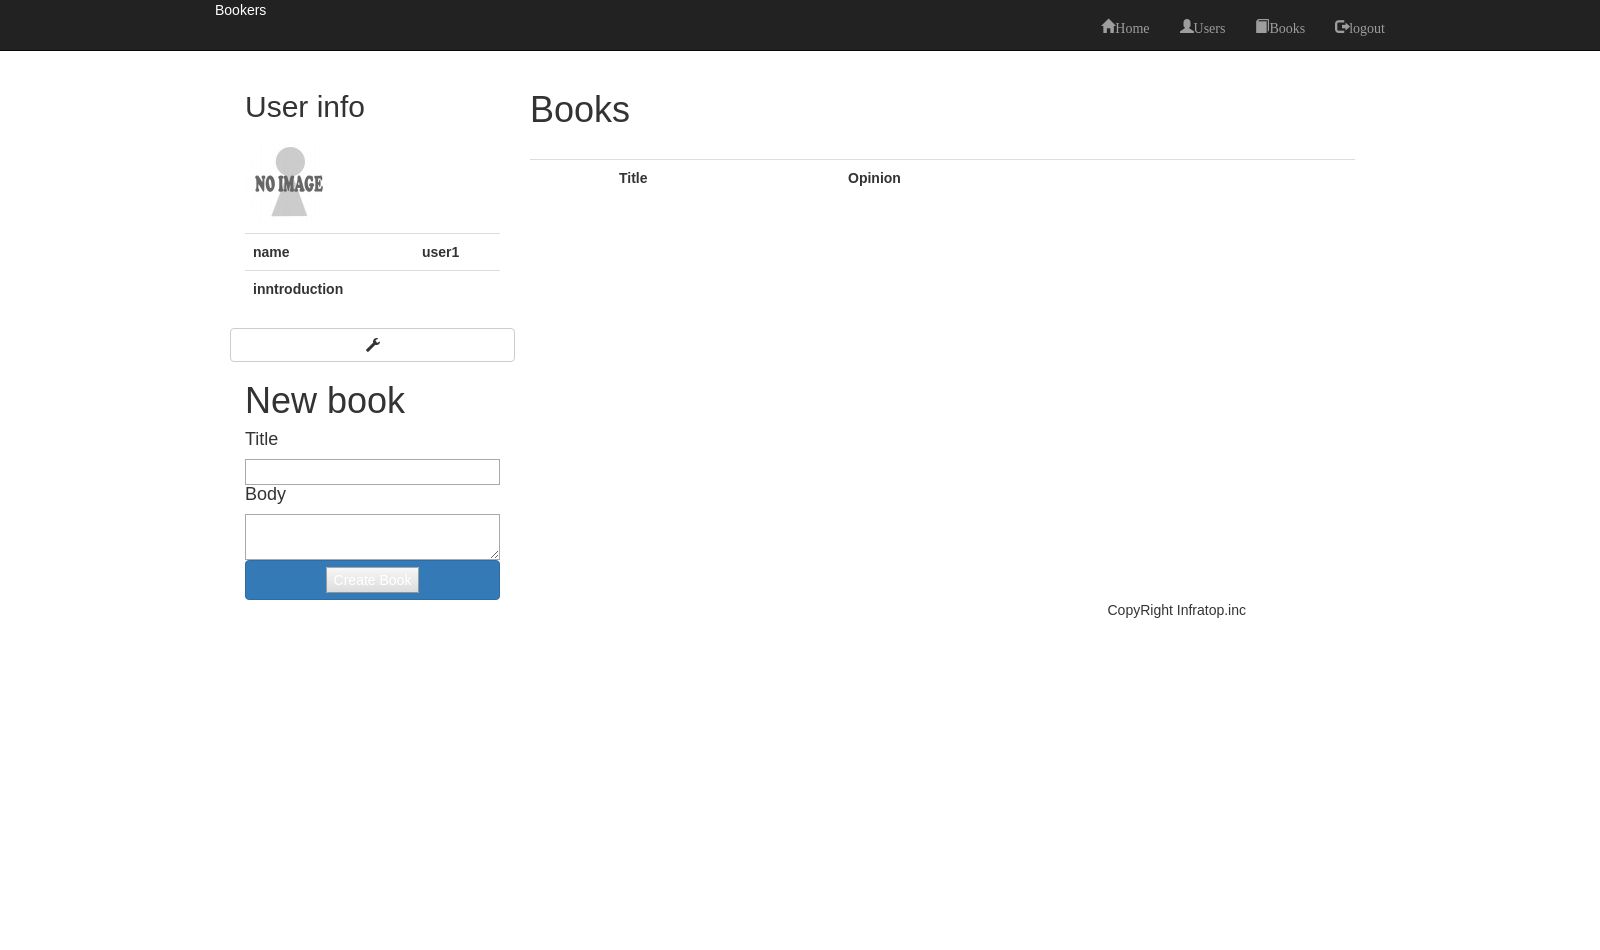 Bookers
Home Users Books logout
User info
NO IMAGE
name user1
inntroduction
New book
Title
Body
Create Book
Books
Title Opinion
CopyRight Infratop.inc